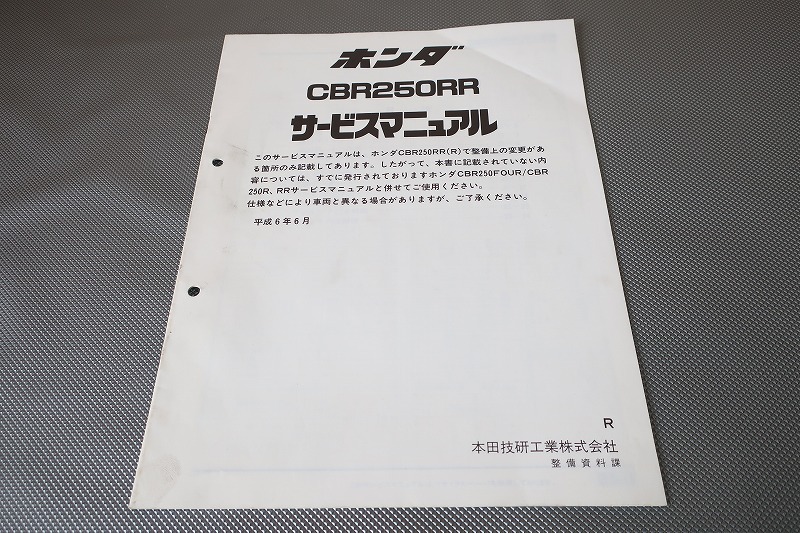 ホンダ
CBR250RR
サービスマニュアル
このサービスマニュアルは、ホンダCBR250RR(R)で整備上の変更があ
る箇所のみ記載してあります。したがって、本書に記載されていない内
容については、すでに発行されておりますホンダCBR250FOUR/CBR
250R、RRサービスマニュアルと併せてご使用ください。
仕様などにより車両と異なる場合がありますが、ご了承ください。
平成6年6月
R
本田技研工業株式会社
整備資料課